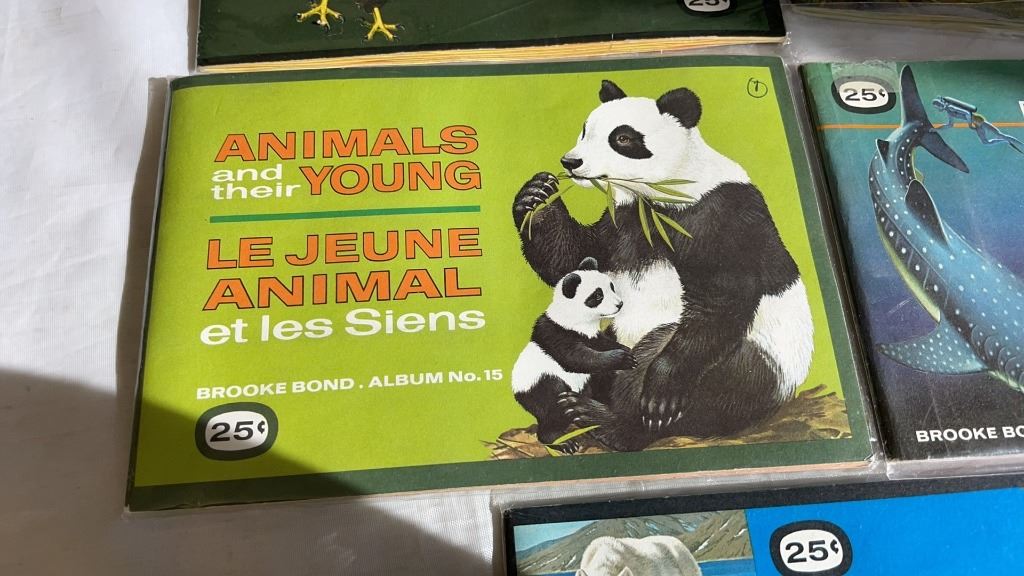 25¢
ANIMALS
and their YOUNG
LE JEUNE
ANIMAL
et les Siens
BROOKE BOND . ALBUM No. 15
25¢
25¢
BROOKE BO
25¢